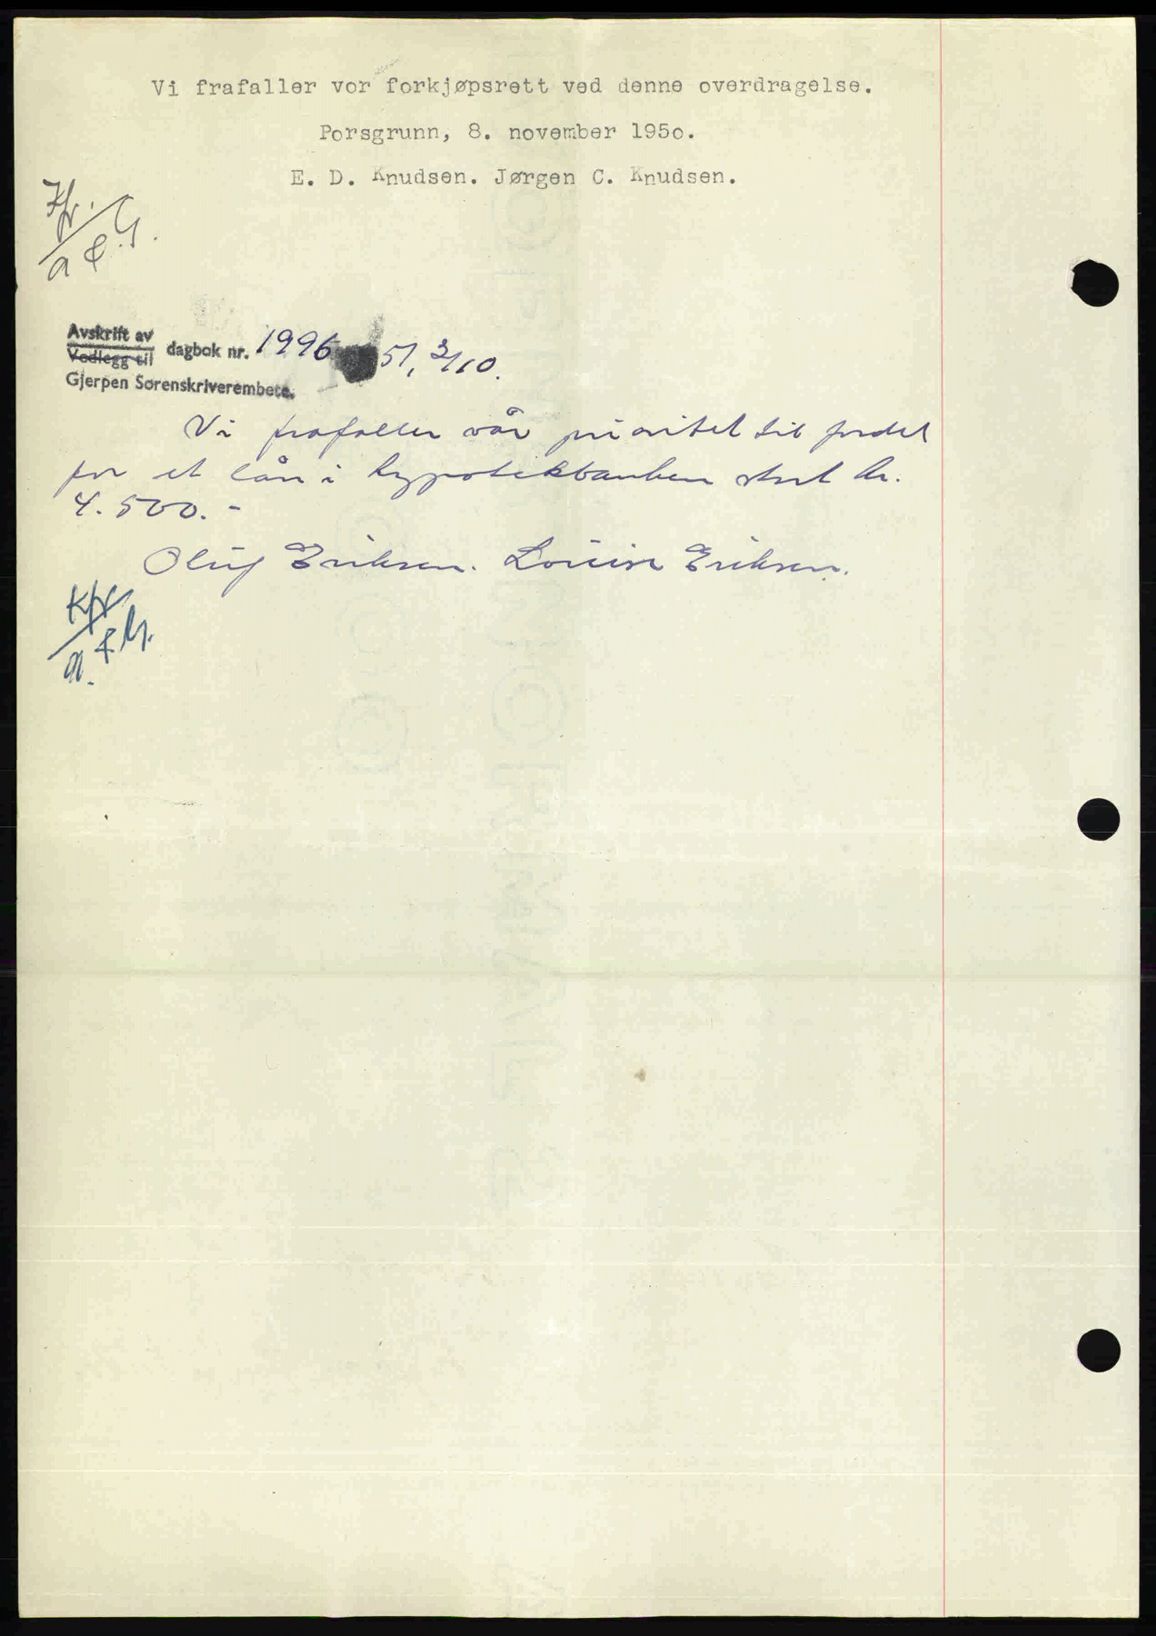 Vi frafaller vor forkjøpsrett ved denne overdragelse.
Porsgrunn, 8. november 1950.
E. D. Knudsen. Jørgen C. Knudsen.
Avskrift av
Vedlegg til dagbok nr. 1996 51, 2/10.
Gjerpen Sorenskriverembete.
Vi frafaller vår prioritet til fordel
for et lån i hypotekbanken stort kr.
4.500.-
Oluf Eriksen. Louise Eriksen.